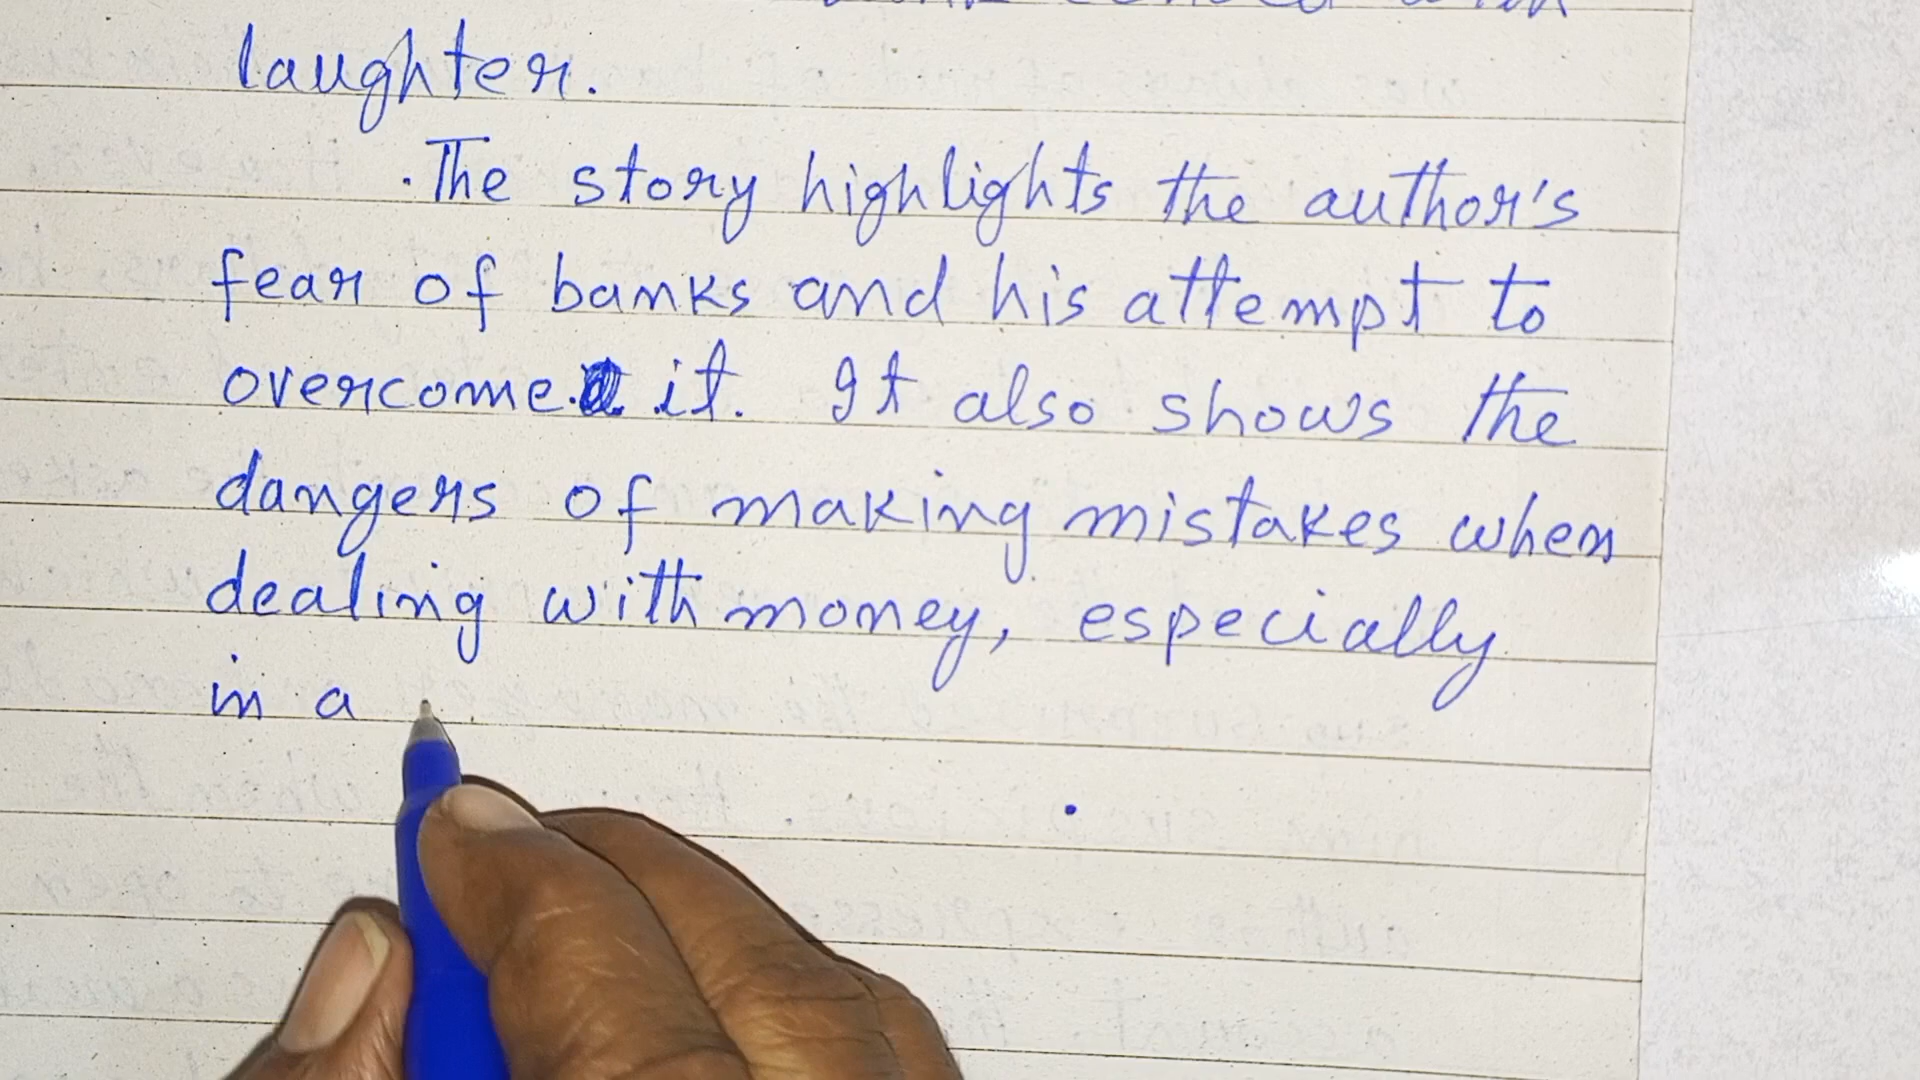 laughter.
The story highlights the author's
fear of banks and his attempt to
overcome it. It also shows the
dangers of making mistakes when
dealing with money, especially
in a